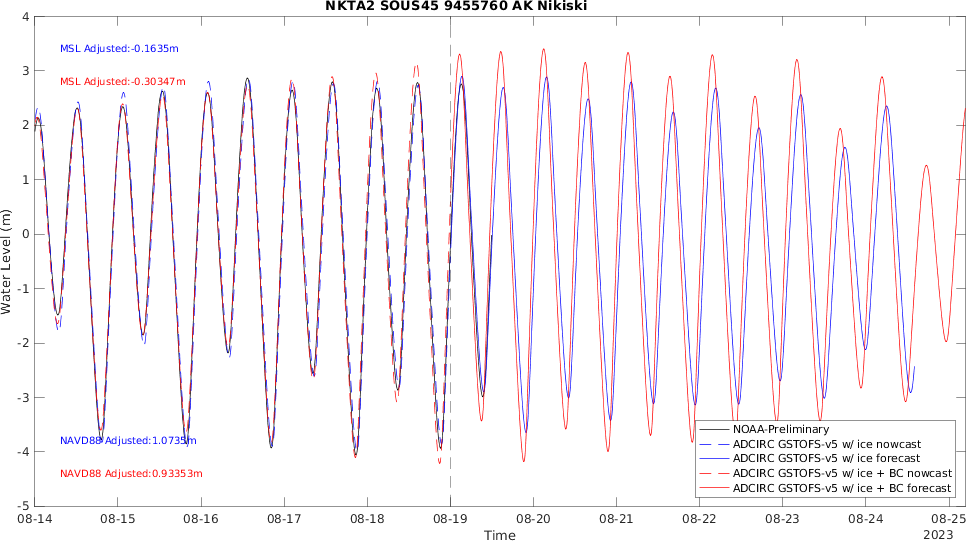 NKTA2 SOUS45 9455760 AK Nikiski
4
3
2
1
0
-1
-2
-3
-4
-5
Water Level (m)
MSL Adjusted:-0.1635m
MSL Adjusted:-0.30347m
NAVD88 Adjusted:1.0735m
NAVD88 Adjusted:0.93353m
NOAA-Preliminary
ADCIRC GSTOFS-v5 w/ ice nowcast
ADCIRC GSTOFS-v5 w/ ice forecast
ADCIRC GSTOFS-v5 w/ ice + BC nowcast
ADCIRC GSTOFS-v5 w/ ice + BC forecast
08-14 08-15 08-16 08-17 08-18 08-19 08-20 08-21 08-22 08-23 08-24 08-25
Time
2023